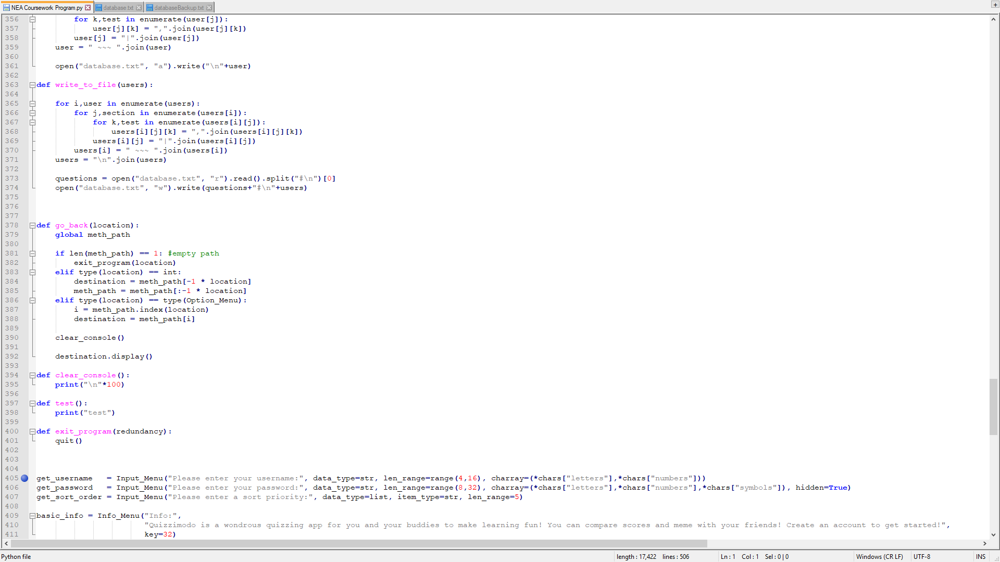 NEA Coursework Program.py database.txt databaseBackup.txt
356 for k,test in enumerate(user[j]):
357 user[j][k] = ",".join(user[j][k])
358 user[j] = "|".join(user[j])
359 user = " ~~~ ".join(user)
360
361 open("database.txt", "a").write("\n"+user)
362
363 def write_to_file(users):
364
365 for i,user in enumerate(users):
366 for j,section in enumerate(users[i]):
367 for k,test in enumerate(users[i][j]):
368 users[i][j][k] = ",".join(users[i][j][k])
369 users[i][j] = "|".join(users[i][j])
370 users[i] = " ~~~ ".join(users[i])
371 users = "\n".join(users)
372
373 questions = open("database.txt", "r").read().split("#\n")[0]
374 open("database.txt", "w").write(questions+"#\n"+users)
375
376
377
378 def go_back(location):
379 global meth_path
380
381 if len(meth_path) == 1: #empty path
382 exit_program(location)
383 elif type(location) == int:
384 destination = meth_path[-1 * location]
385 meth_path = meth_path[:-1 * location]
386 elif type(location) == type(Option_Menu):
387 i = meth_path.index(location)
388 destination = meth_path[i]
389
390 clear_console()
391
392 destination.display()
393
394 def clear_console():
395 print("\n"*100)
396
397 def test():
398 print("test")
399
400 def exit_program(redundancy):
401 quit()
402
403
404
405 get_username = Input_Menu("Please enter your username:", data_type=str, len_range=range(4,16), charray=(*chars["letters"],*chars["numbers"]))
406 get_password = Input_Menu("Please enter your password:", data_type=str, len_range=range(8,32), charray=(*chars["letters"],*chars["numbers"],*chars["symbols"]), hidden=True)
407 get_sort_order = Input_Menu("Please enter a sort priority:", data_type=list, item_type=str, len_range=5)
408
409 basic_info = Info_Menu("Info:",
410 "Quizzimodo is a wondrous quizzing app for you and your buddies to make learning fun! You can compare scores and meme with your friends! Create an account to get started!",
411 key=32)
Python file length : 17,422 lines : 506 Ln : 1 Col : 1 Sel : 0 | 0 Windows (CR LF) UTF-8 INS